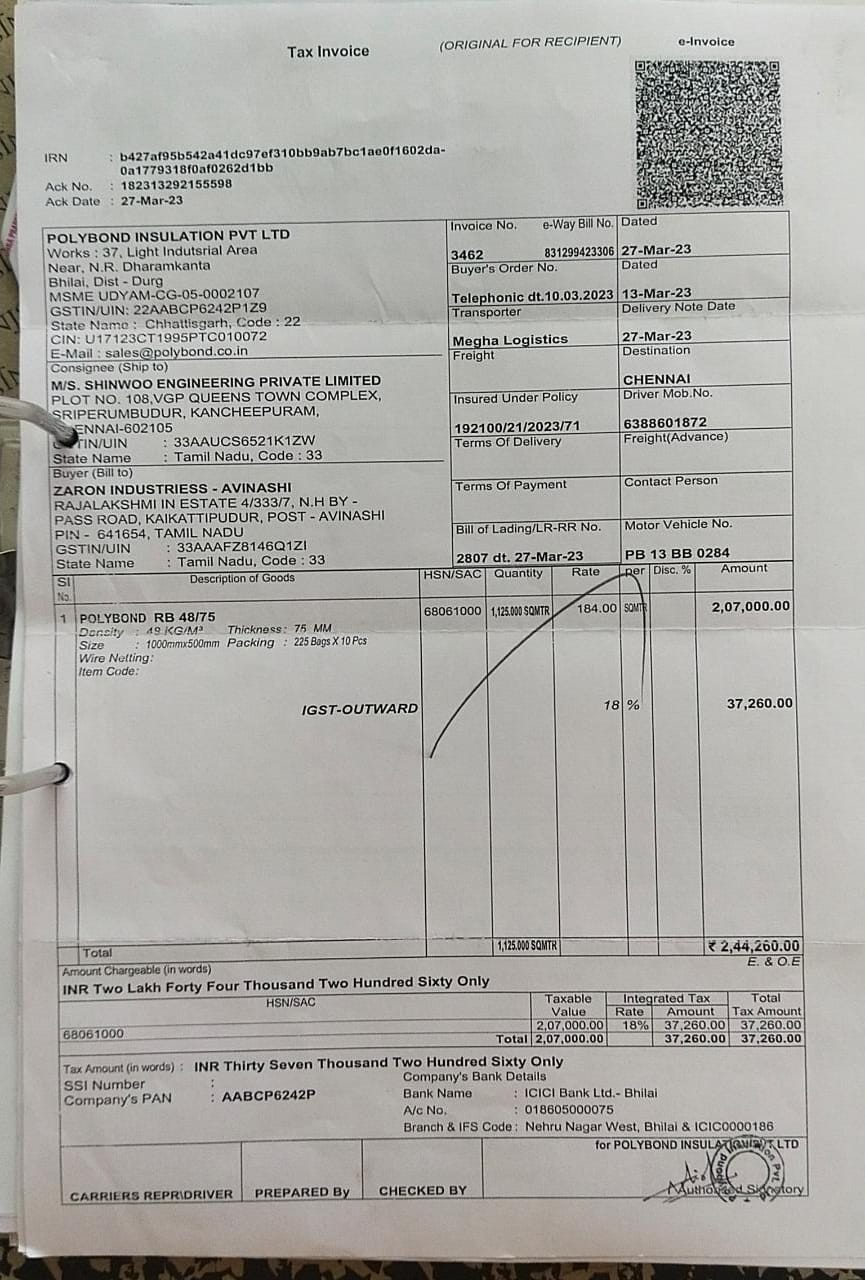 Tax Invoice
(ORIGINAL FOR RECIPIENT)
e-Invoice
IRN : b427af95b542a41dc97ef310bb9ab7bc1ae0f1602da-
0a1779318f0af0262d1bb
Ack No. : 182313292155598
Ack Date : 27-Mar-23
POLYBOND INSULATION PVT LTD
Works : 37, Light Indutsrial Area
Near, N.R. Dharamkanta
Bhilai, Dist - Durg
MSME UDYAM-CG-05-0002107
GSTIN/UIN: 22AABCP6242P1Z9
State Name : Chhattisgarh, Code : 22
CIN: U17123CT1995PTC010072
E-Mail : sales@polybond.co.in
Consignee (Ship to)
M/S. SHINWOO ENGINEERING PRIVATE LIMITED
PLOT NO. 108,VGP QUEENS TOWN COMPLEX,
SRIPERUMBUDUR, KANCHEEPURAM,
ENNAI-602105
TIN/UIN : 33AAUCS6521K1ZW
State Name : Tamil Nadu, Code : 33
Buyer (Bill to)
ZARON INDUSTRIESS - AVINASHI
RAJALAKSHMI IN ESTATE 4/333/7, N.H BY -
PASS ROAD, KAIKATTIPUDUR, POST - AVINASHI
PIN - 641654, TAMIL NADU
GSTIN/UIN : 33AAAFZ8146Q1ZI
State Name : Tamil Nadu, Code : 33
Invoice No. e-Way Bill No. Dated
3462 831299423306 27-Mar-23
Buyer's Order No. Dated
Telephonic dt.10.03.2023 13-Mar-23
Transporter Delivery Note Date
Megha Logistics 27-Mar-23
Freight Destination
CHENNAI
Insured Under Policy Driver Mob.No.
192100/21/2023/71 6388601872
Terms Of Delivery Freight(Advance)
Terms Of Payment Contact Person
Bill of Lading/LR-RR No. Motor Vehicle No.
2807 dt. 27-Mar-23 PB 13 BB 0284
Sl No. Description of Goods HSN/SAC Quantity Rate per Disc. % Amount
1 POLYBOND RB 48/75 68061000 1,125.000 SQMTR 184.00 SQMTR 2,07,000.00
Density : 48 KG/M³ Thickness: 75 MM
Size : 1000mmx500mm Packing : 225 Bags X 10 Pcs
Wire Netting:
Item Code:
IGST-OUTWARD 18 % 37,260.00
Total 1,125.000 SQMTR ₹ 2,44,260.00
Amount Chargeable (in words) E. & O.E
INR Two Lakh Forty Four Thousand Two Hundred Sixty Only
HSN/SAC Taxable Value Integrated Tax Rate Amount Total Tax Amount
68061000 2,07,000.00 18% 37,260.00 37,260.00
Total 2,07,000.00 37,260.00 37,260.00
Tax Amount (in words) : INR Thirty Seven Thousand Two Hundred Sixty Only
SSI Number :
Company's PAN : AABCP6242P
Company's Bank Details
Bank Name : ICICI Bank Ltd.- Bhilai
A/c No. : 018605000075
Branch & IFS Code : Nehru Nagar West, Bhilai & ICIC0000186
for POLYBOND INSULATION PVT LTD
Authorised Signatory
CARRIERS REPR\DRIVER PREPARED By CHECKED BY